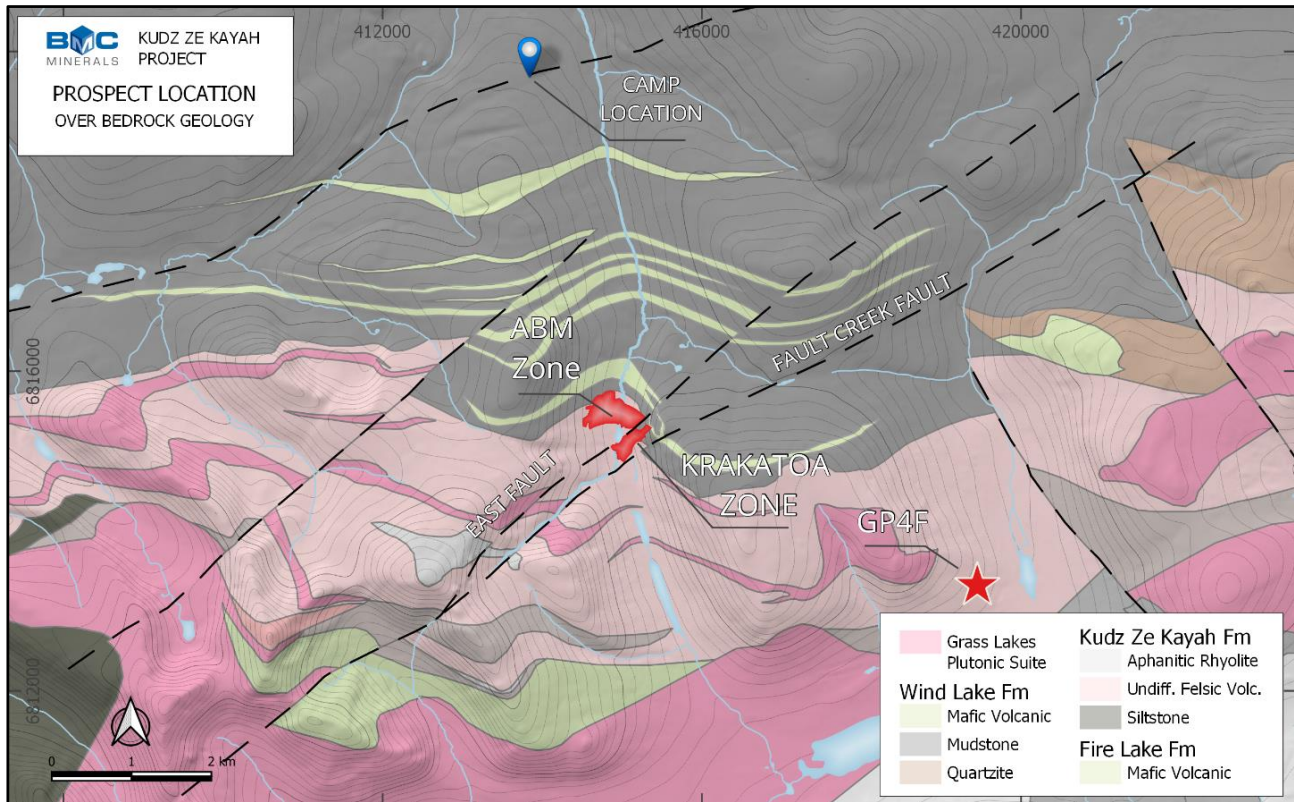 BMC
MINERALS
KUDZ ZE KAYAH
PROJECT
PROSPECT LOCATION
OVER BEDROCK GEOLOGY
412000
416000
420000
CAMP
LOCATION
6816000
6812000
ABM
Zone
FAULT CREEK FAULT
EAST FAULT
KRAKATOA
ZONE
GP4F
0 1 2 km
Grass Lakes
Plutonic Suite
Wind Lake Fm
Mafic Volcanic
Mudstone
Quartzite
Kudz Ze Kayah Fm
Aphanitic Rhyolite
Undiff. Felsic Volc.
Siltstone
Fire Lake Fm
Mafic Volcanic